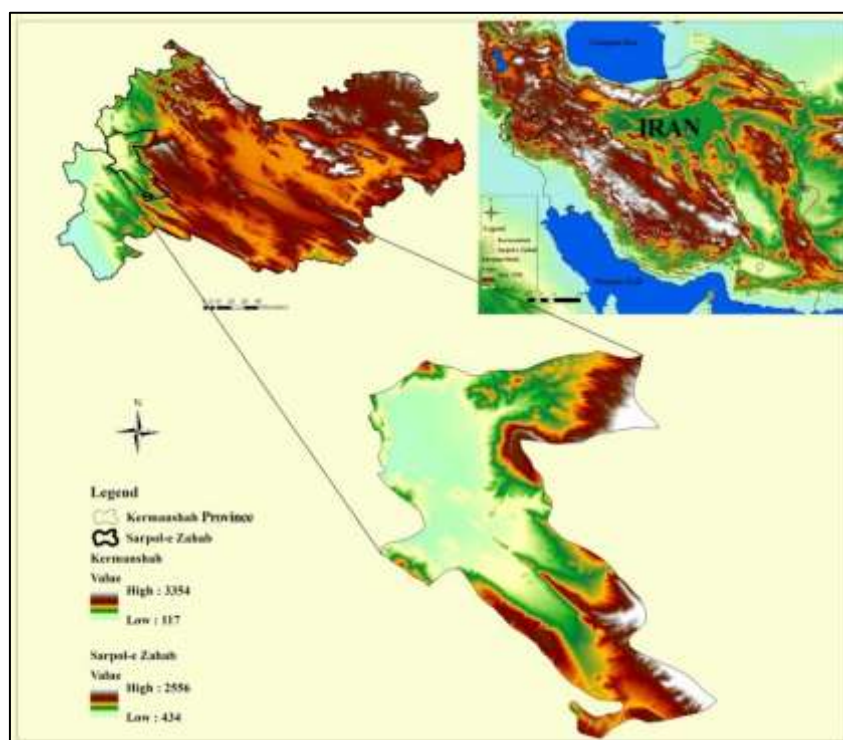 IRAN
N
Legend
Kermanshah Province
Sarpol-e Zahab
Kermanshah
Value
High : 3354
Low : 117
Sarpol-e Zahab
Value
High : 2556
Low : 434